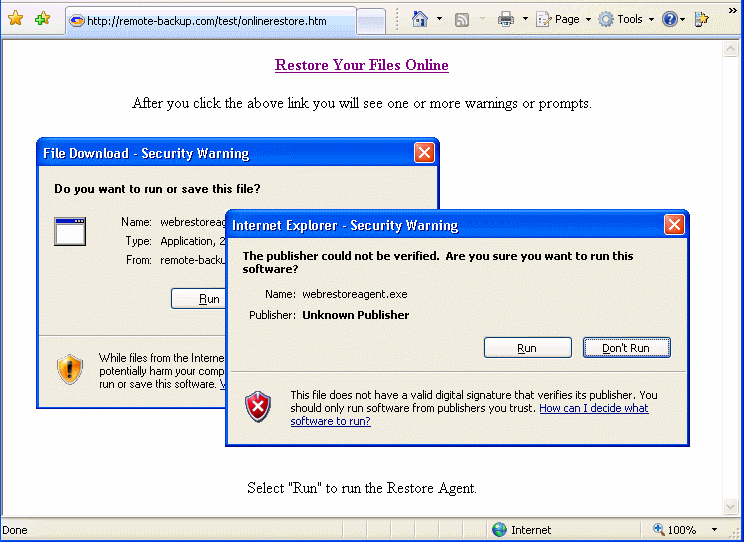 http://remote-backup.com/test/onlinerestore.htm
Page
Tools
Restore Your Files Online
After you click the above link you will see one or more warnings or prompts.
File Download - Security Warning
Do you want to run or save this file?
Name: webrestoreag
Type: Application, 2
From: remote-backu
Run
While files from the Interne
potentially harm your comp
run or save this software.
Internet Explorer - Security Warning
The publisher could not be verified. Are you sure you want to run this
software?
Name: webrestoreagent.exe
Publisher: Unknown Publisher
Run
Don't Run
This file does not have a valid digital signature that verifies its publisher. You
should only run software from publishers you trust. How can I decide what
software to run?
Select "Run" to run the Restore Agent.
Done
Internet
100%